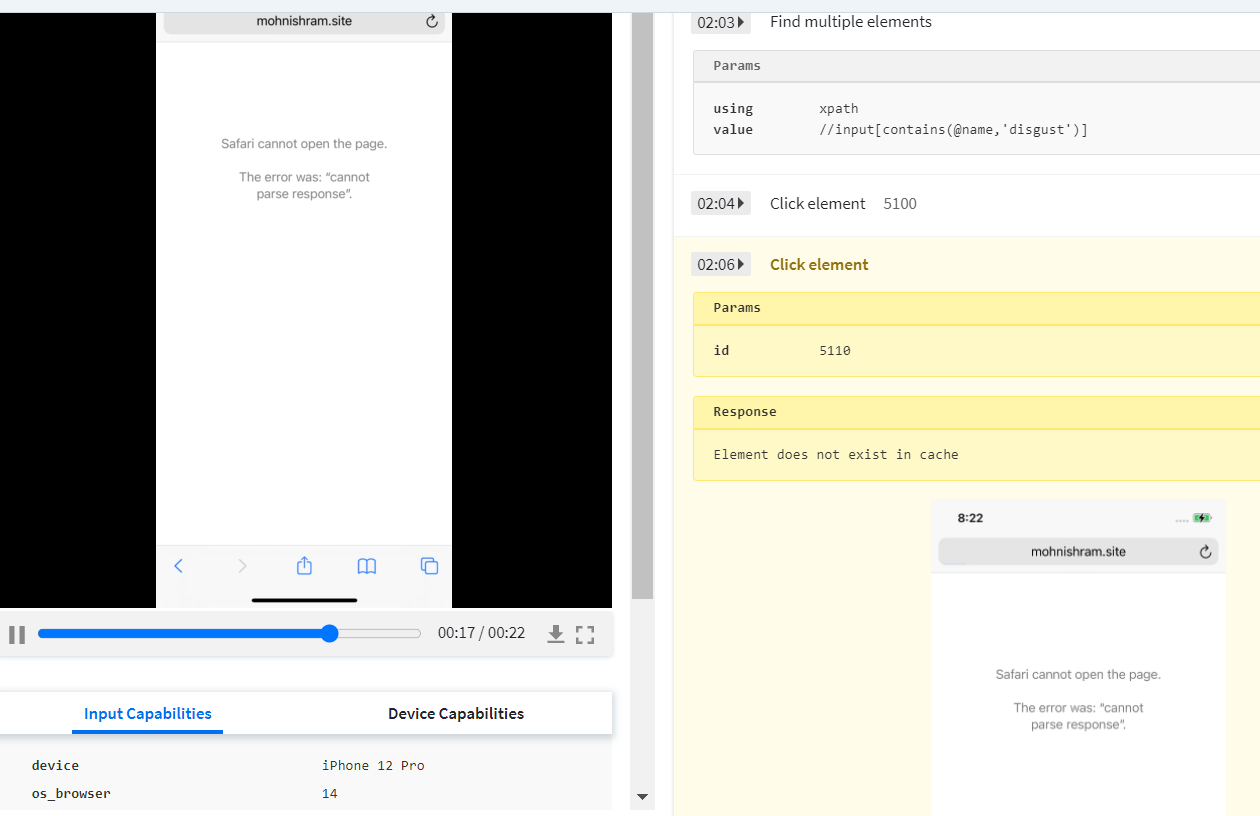 mohnishram.site
Safari cannot open the page.
The error was: “cannot
parse response”.
00:17 / 00:22
Input Capabilities
Device Capabilities
device iPhone 12 Pro
os_browser 14
02:03 Find multiple elements
Params
using xpath
value //input[contains(@name,'disgust')]
02:04 Click element 5100
02:06 Click element
Params
id 5110
Response
Element does not exist in cache
8:22
mohnishram.site
Safari cannot open the page.
The error was: “cannot
parse response”.